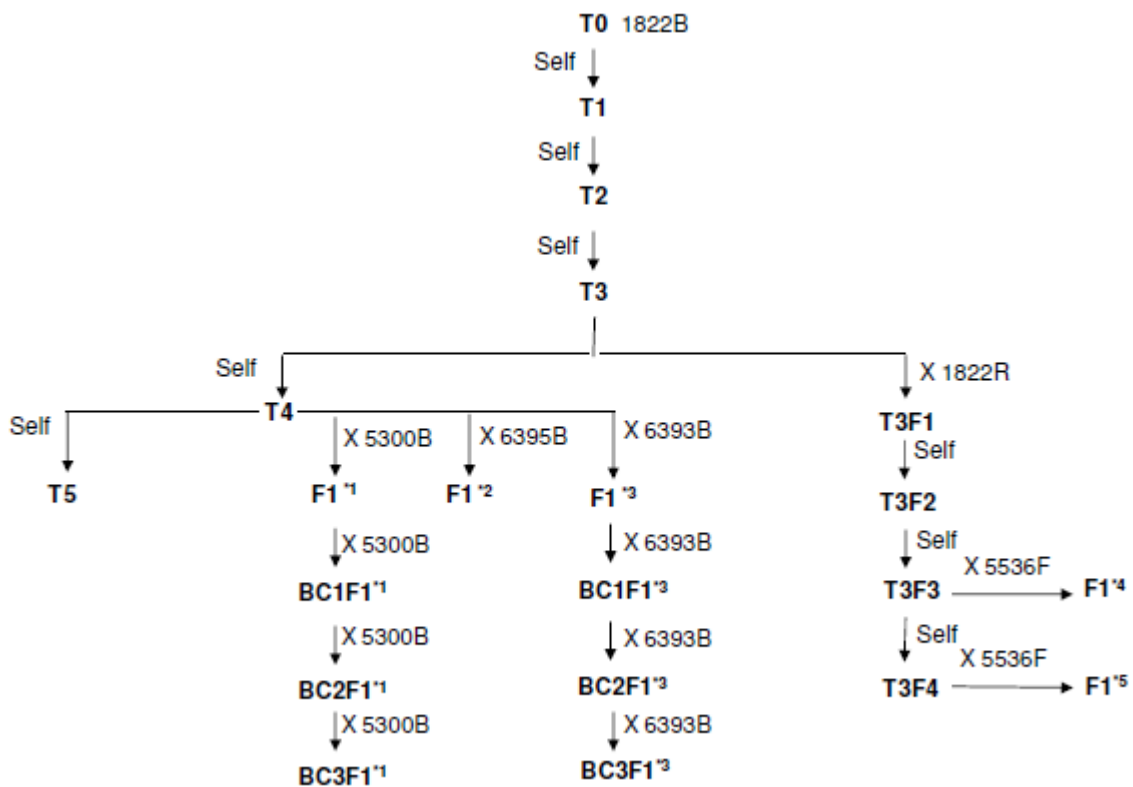 T0 1822B
Self
T1
Self
T2
Self
T3
Self
X 1822R
T4
T3F1
Self
X 5300B
X 6395B
X 6393B
Self
T5
F1*1
F1*2
F1*3
T3F2
X 5300B
X 6393B
Self
X 5536F
BC1F1*1
BC1F1*3
T3F3
F1*4
X 5300B
X 6393B
Self
X 5536F
BC2F1*1
BC2F1*3
T3F4
F1*5
X 5300B
X 6393B
BC3F1*1
BC3F1*3